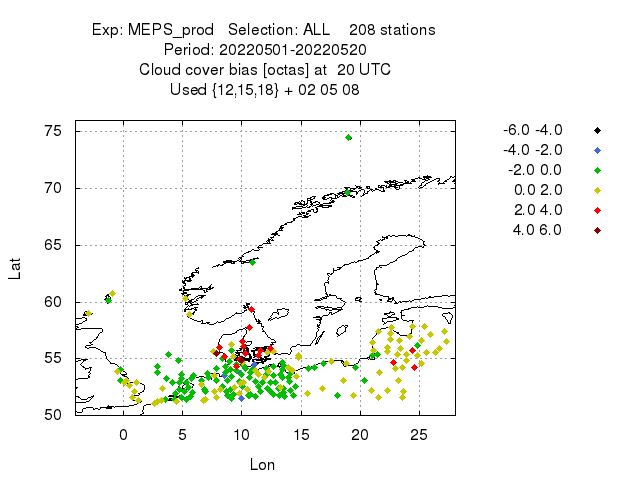 Exp: MEPS_prod   Selection: ALL    208 stations
Period: 20220501-20220520
Cloud cover bias [octas] at  20 UTC
Used {12,15,18} + 02 05 08
75
70
65
60
55
50
0 5 10 15 20 25
Lat
Lon
-6.0 -4.0
-4.0 -2.0
-2.0 0.0
0.0 2.0
2.0 4.0
4.0 6.0